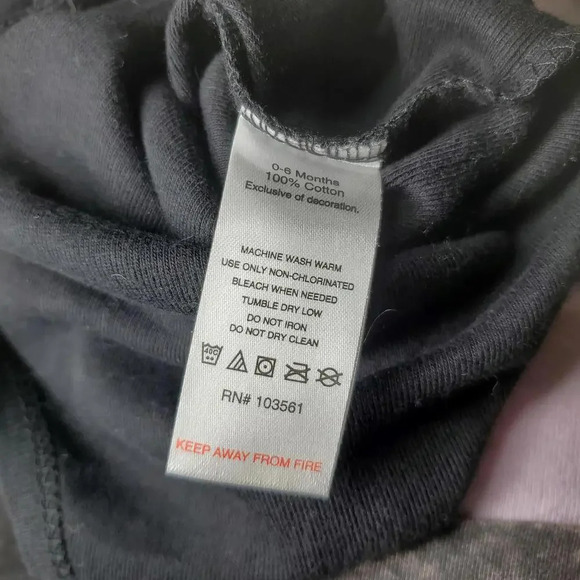 0-6 Months
100% Cotton
Exclusive of decoration.
MACHINE WASH WARM
USE ONLY NON-CHLORINATED
BLEACH WHEN NEEDED
TUMBLE DRY LOW
DO NOT IRON
DO NOT DRY CLEAN
40C
RN# 103561
KEEP AWAY FROM FIRE